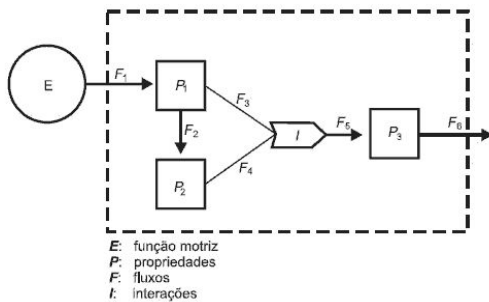 E
F1
P1
F2
F3
F4
P2
I
F5
P3
F6
E: função motriz
P: propriedades
F: fluxos
I: interações